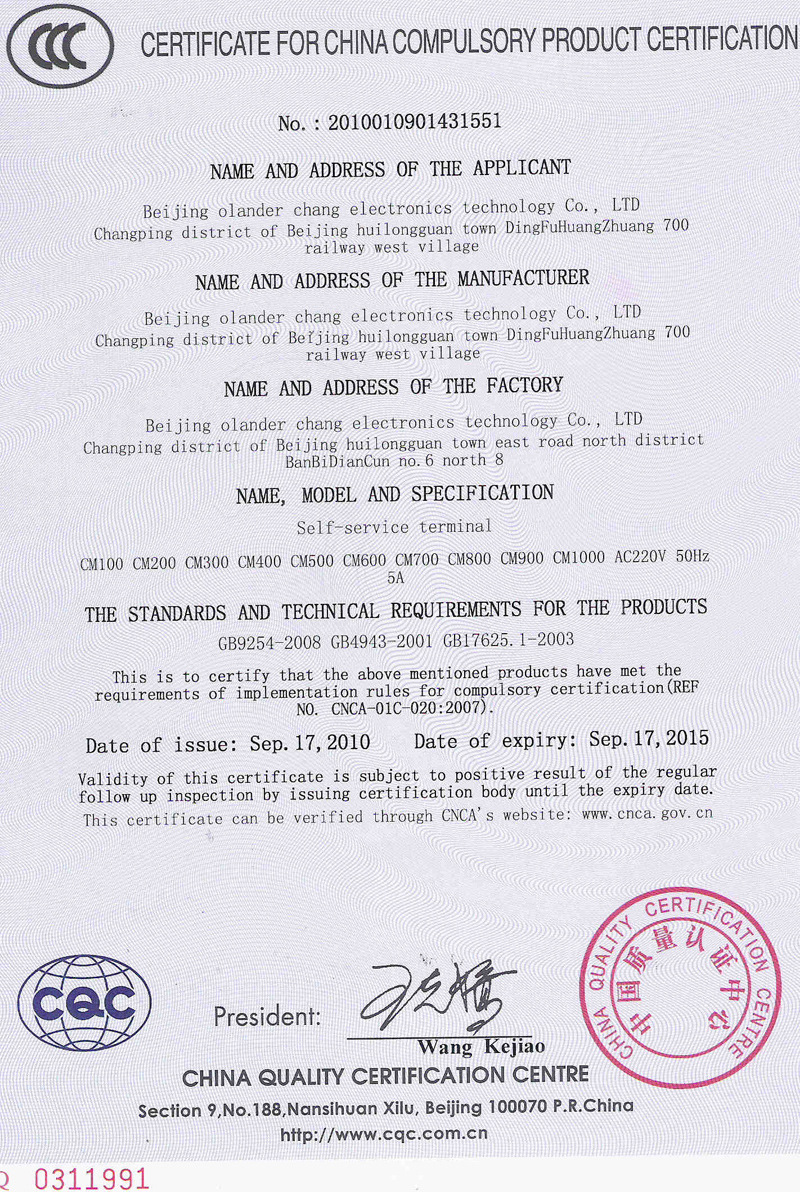 CCC
CERTIFICATE FOR CHINA COMPULSORY PRODUCT CERTIFICATION
No. : 2010010901431551
NAME AND ADDRESS OF THE APPLICANT
Beijing olander chang electronics technology Co., LTD
Changping district of Beijing huilongguan town DingFuHuangZhuang 700
railway west village
NAME AND ADDRESS OF THE MANUFACTURER
Beijing olander chang electronics technology Co., LTD
Changping district of Beijing huilongguan town DingFuHuangZhuang 700
railway west village
NAME AND ADDRESS OF THE FACTORY
Beijing olander chang electronics technology Co., LTD
Changping district of Beijing huilongguan town east road north district
BanBiDianCun no.6 north 8
NAME, MODEL AND SPECIFICATION
Self-service terminal
CM100 CM200 CM300 CM400 CM500 CM600 CM700 CM800 CM900 CM1000 AC220V 50Hz
5A
THE STANDARDS AND TECHNICAL REQUIREMENTS FOR THE PRODUCTS
GB9254-2008 GB4943-2001 GB17625.1-2003
This is to certify that the above mentioned products have met the
requirements of implementation rules for compulsory certification(REF
NO. CNCA-01C-020:2007).
Date of issue: Sep.17,2010 Date of expiry: Sep.17,2015
Validity of this certificate is subject to positive result of the regular
follow up inspection by issuing certification body until the expiry date.
This certificate can be verified through CNCA's website: www.cnca.gov.cn
CHINA QUALITY CERTIFICATION CENTRE
中国质量认证中心
CQC
President:
Wang Kejiao
CHINA QUALITY CERTIFICATION CENTRE
Section 9,No.188,Nansihuan Xilu, Beijing 100070 P.R.China
http://www.cqc.com.cn
Q 0311991